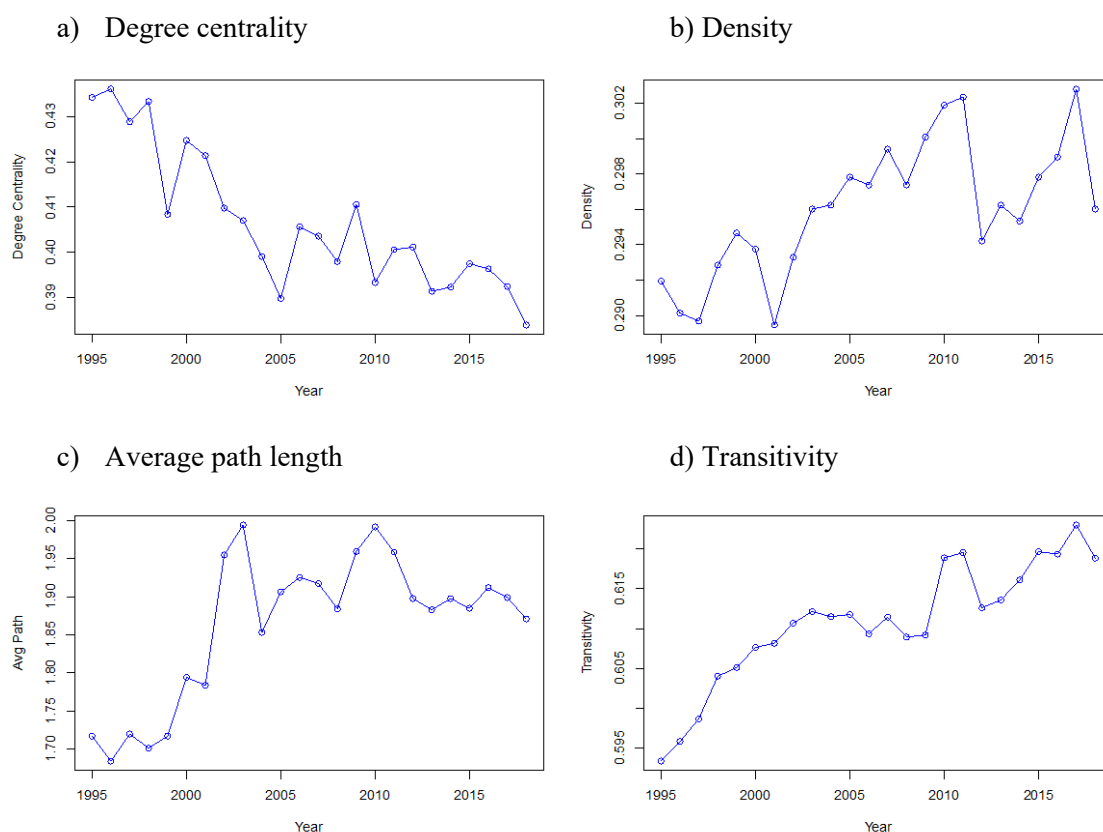 a) Degree centrality
b) Density
Degree Centrality
0.43
0.42
0.41
0.40
0.39
1995 2000 2005 2010 2015
Year
Density
0.302
0.298
0.294
0.290
1995 2000 2005 2010 2015
Year
c) Average path length
d) Transitivity
Avg Path
2.00
1.95
1.90
1.85
1.80
1.75
1.70
1995 2000 2005 2010 2015
Year
Transitivity
0.615
0.605
0.595
1995 2000 2005 2010 2015
Year